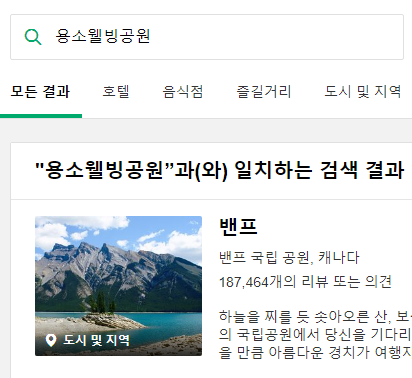 용소웰빙공원
모든 결과 호텔 음식점 즐길거리 도시 및 지역
"용소웰빙공원”과(와) 일치하는 검색 결과
밴프
밴프 국립 공원, 캐나다
187,464개의 리뷰 또는 의견
하늘을 찌를 듯 솟아오른 산,
의 국립공원에서 당신을 기다리
을 만큼 아름다운 경치가 여행자
도시 및 지역